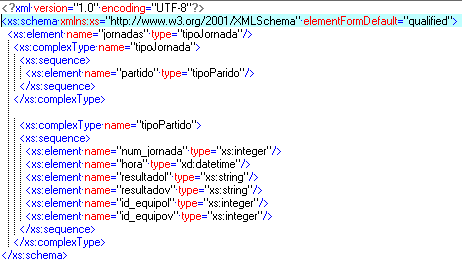 <?xml version="1.0" encoding="UTF-8"?>
<xs:schema xmlns:xs="http://www.w3.org/2001/XMLSchema" elementFormDefault="qualified">
<xs:element name="jornadas" type="tipoJornada"/>
<xs:complexType name="tipoJornada">
<xs:sequence>
<xs:element name="partido" type="tipoParido"/>
</xs:sequence>
</xs:complexType>
<xs:complexType name="tipoPartido">
<xs:sequence>
<xs:element name="num_jornada" type="xs:integer"/>
<xs:element name="hora" type="xd:datetime"/>
<xs:element name="resultadol" type="xs:string"/>
<xs:element name="resultadov" type="xs:string"/>
<xs:element name="id_equipol" type="xs:integer"/>
<xs:element name="id_equipov" type="xs:integer"/>
</xs:sequence>
</xs:complexType>
</xs:schema>